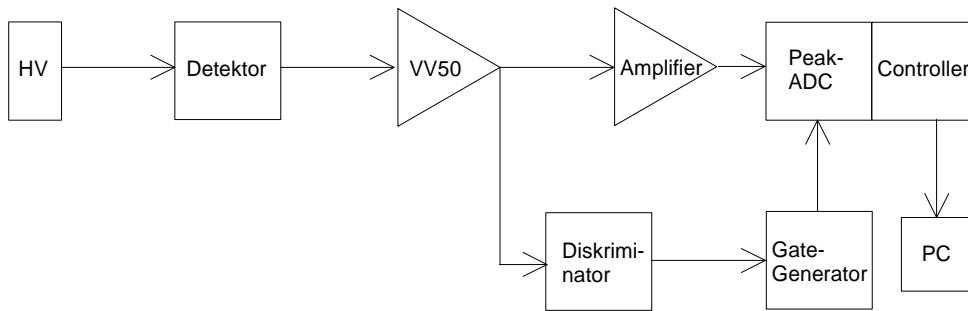 HV
Detektor
VV50
Amplifier
Peak-
ADC
Controller
Diskrimi-
nator
Gate-
Generator
PC